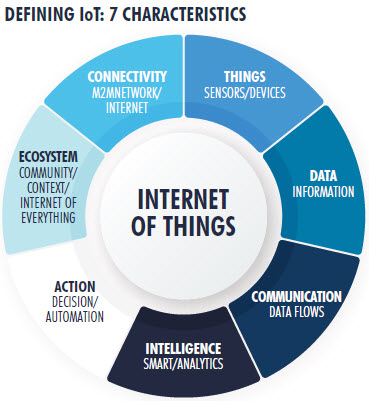 DEFINING IoT: 7 CHARACTERISTICS
CONNECTIVITY
M2MNETWORK/
INTERNET
THINGS
SENSORS/DEVICES
DATA
INFORMATION
COMMUNICATION
DATA FLOWS
INTELLIGENCE
SMART/ANALYTICS
ACTION
DECISION/
AUTOMATION
ECOSYSTEM
COMMUNITY/
CONTEXT/
INTERNET OF
EVERYTHING
INTERNET
OF THINGS